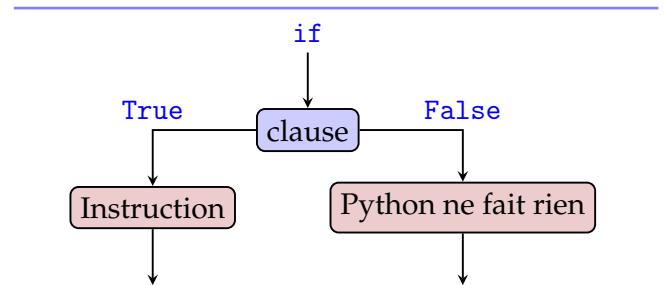 if
True
False
clause
Instruction
Python ne fait rien